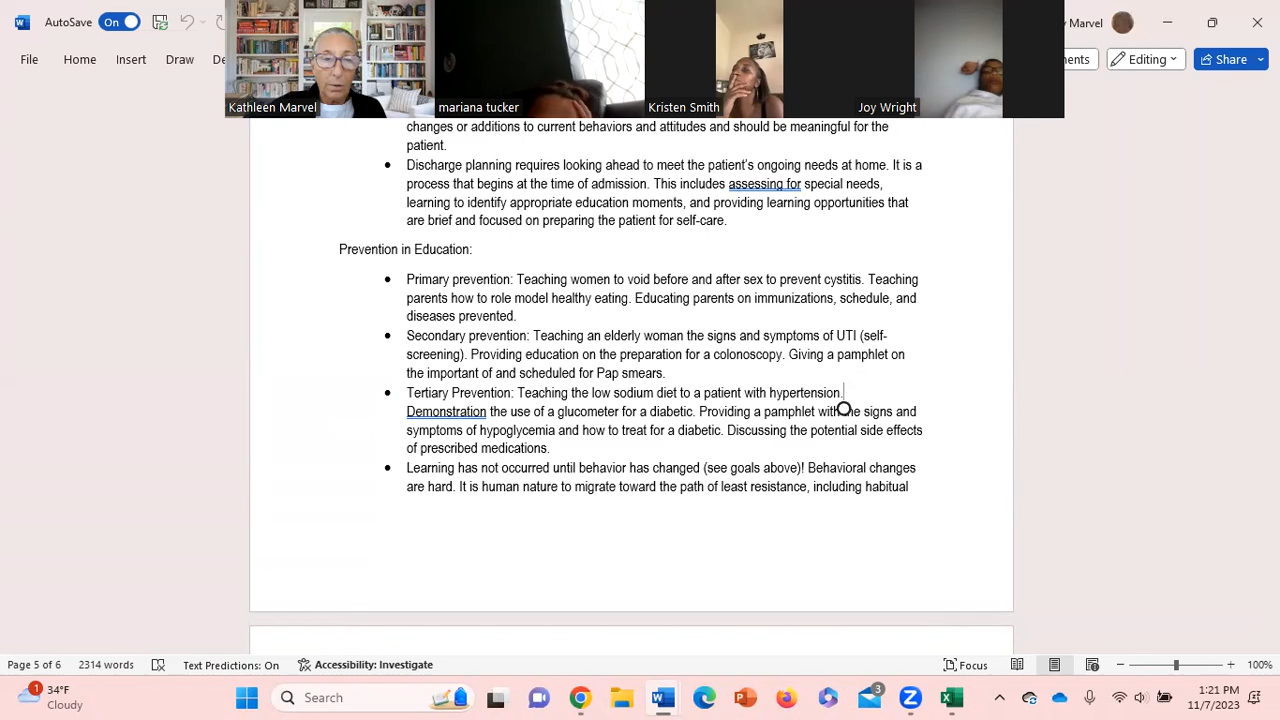 AutoSave On
Marvel
File Home Insert Draw
Editing
Share
Kathleen Marvel
mariana tucker
Kristen Smith
Joy Wright
changes or additions to current behaviors and attitudes and should be meaningful for the
patient.
Discharge planning requires looking ahead to meet the patient's ongoing needs at home. It is a
process that begins at the time of admission. This includes assessing for special needs,
learning to identify appropriate education moments, and providing learning opportunities that
are brief and focused on preparing the patient for self-care.
Prevention in Education:
Primary prevention: Teaching women to void before and after sex to prevent cystitis. Teaching
parents how to role model healthy eating. Educating parents on immunizations, schedule, and
diseases prevented.
Secondary prevention: Teaching an elderly woman the signs and symptoms of UTI (self-
screening). Providing education on the preparation for a colonoscopy. Giving a pamphlet on
the important of and scheduled for Pap smears.
Tertiary Prevention: Teaching the low sodium diet to a patient with hypertension.
Demonstration the use of a glucometer for a diabetic. Providing a pamphlet with the signs and
symptoms of hypoglycemia and how to treat for a diabetic. Discussing the potential side effects
of prescribed medications.
Learning has not occurred until behavior has changed (see goals above)! Behavioral changes
are hard. It is human nature to migrate toward the path of least resistance, including habitual
Page 5 of 6 2314 words Text Predictions: On Accessibility: Investigate Focus 100%
1 34°F
Cloudy
Search
3
1:21 PM
11/7/2023